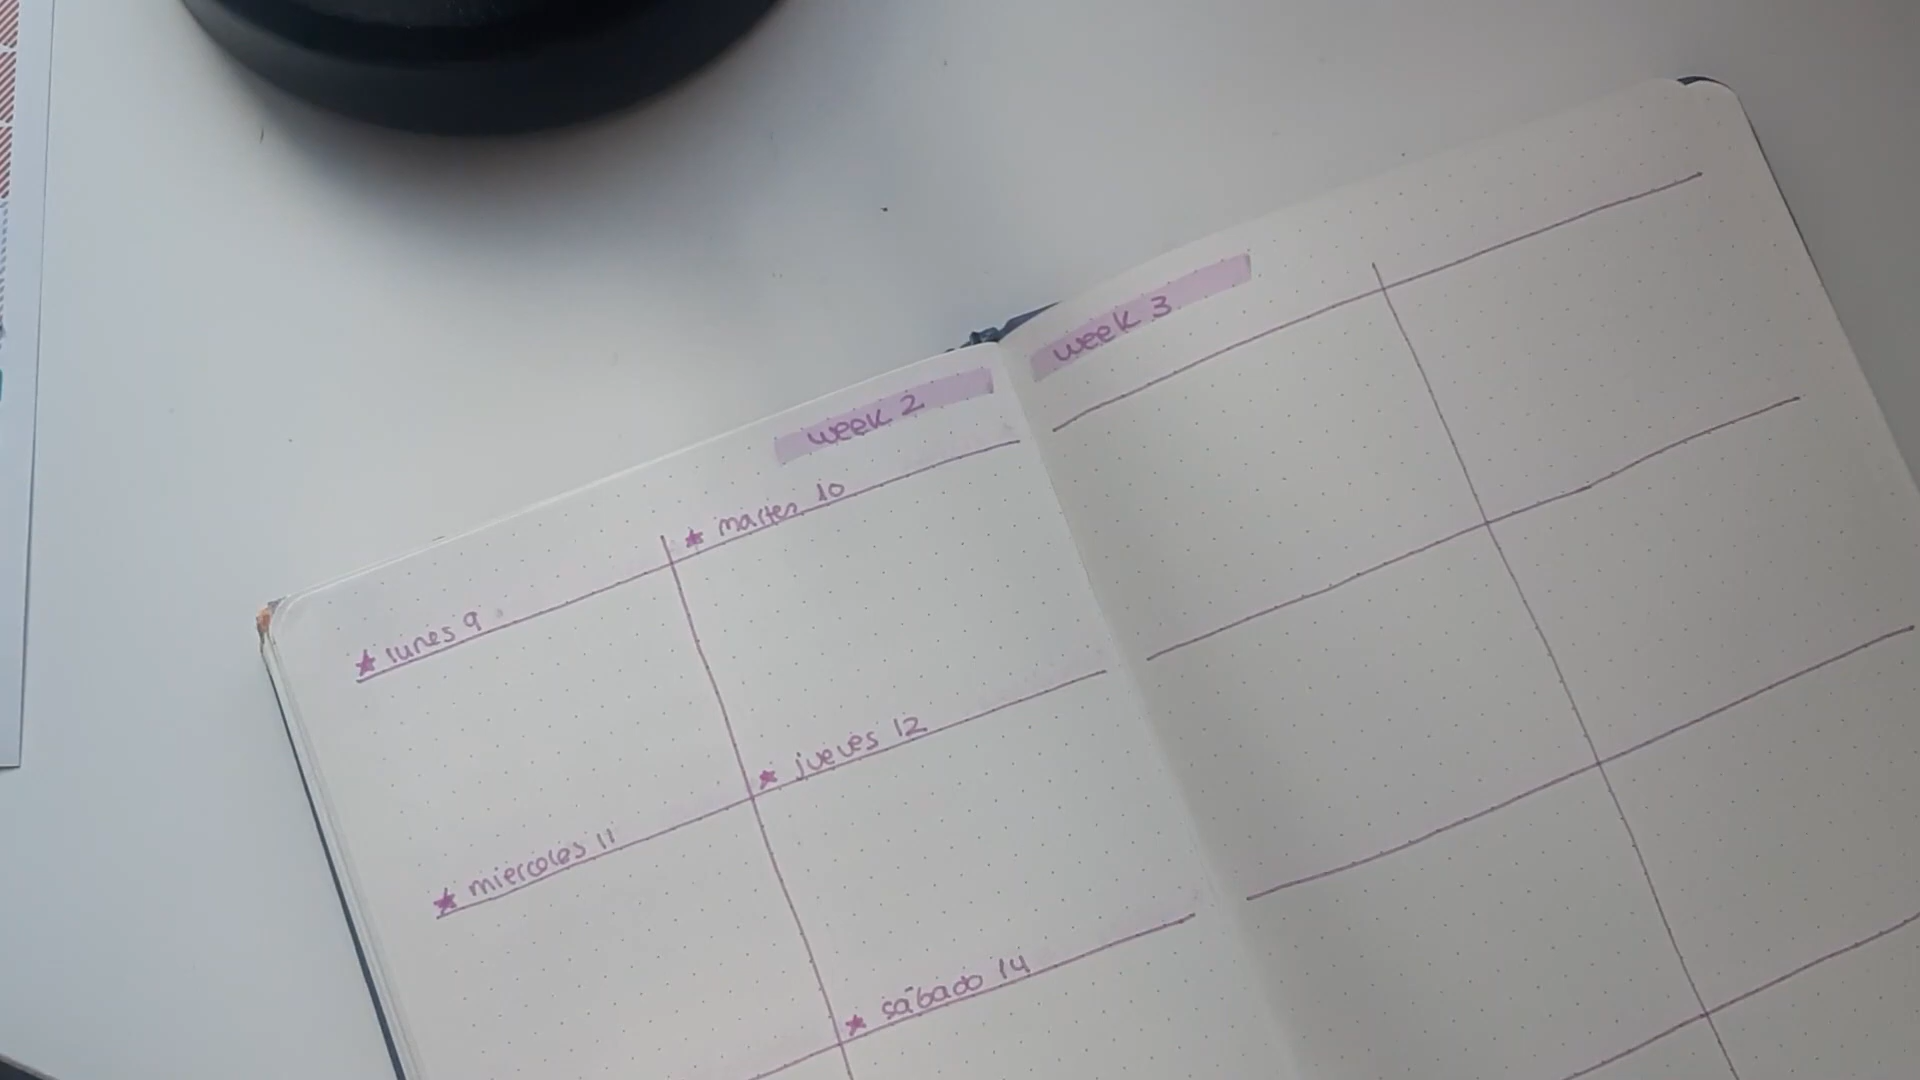 week 2
★ lunes 9
★ martes 10
★ miercoles 11
★ jueves 12
★ sábado 14
week 3